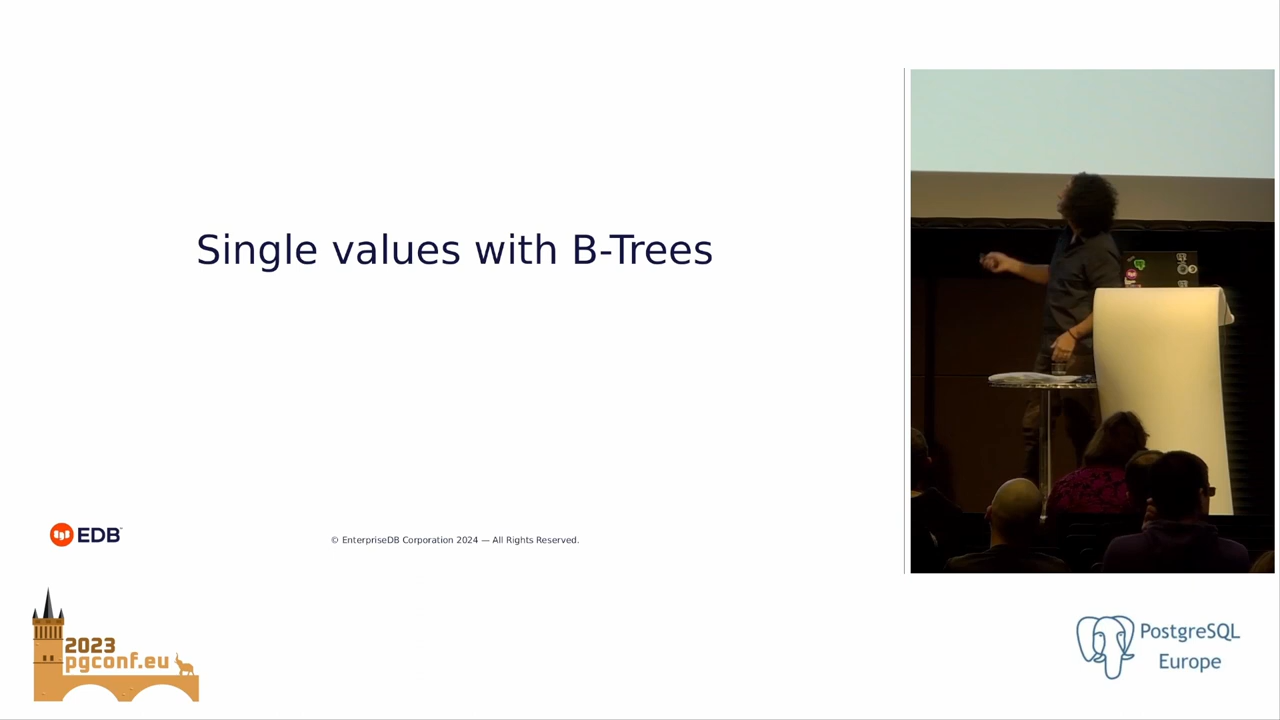 Single values with B-Trees
EDB
© EnterpriseDB Corporation 2024 — All Rights Reserved.
2023
pgconf.eu
PostgreSQL
Europe